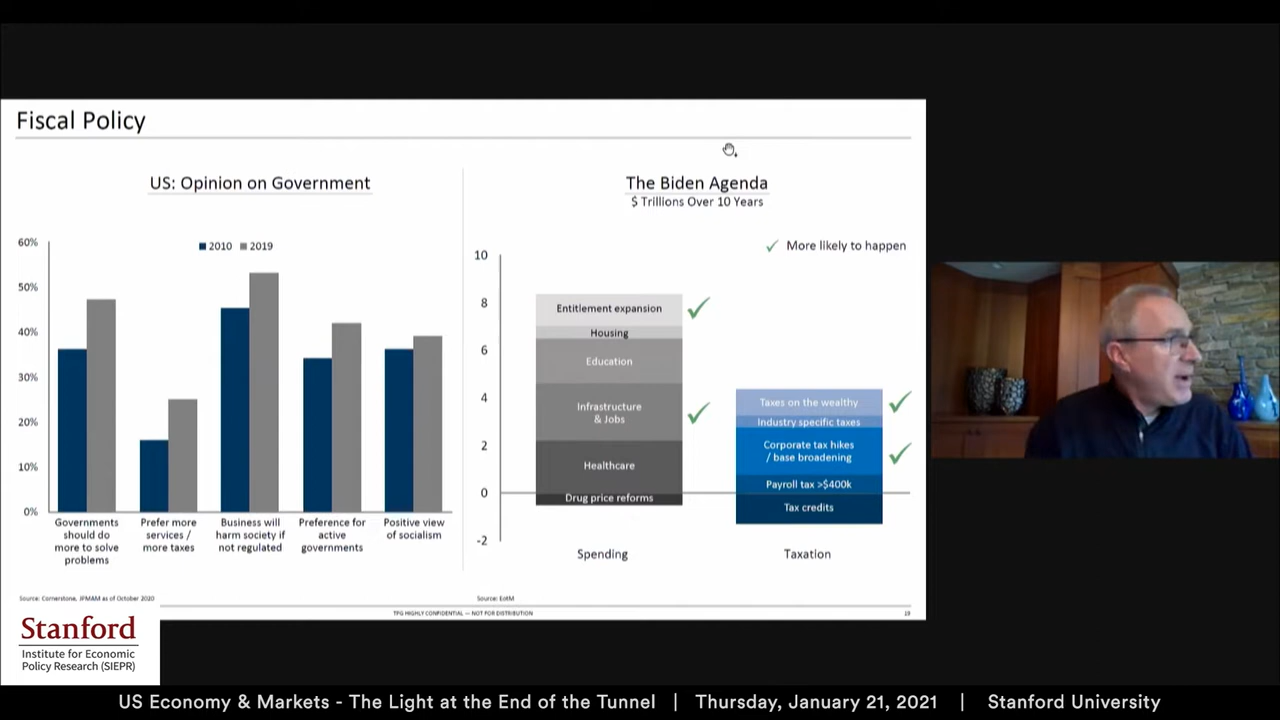 Fiscal Policy
US: Opinion on Government
2010 2019
60%
50%
40%
30%
20%
10%
0%
Governments
should do
more to solve
problems
Prefer more
services /
more taxes
Business will
harm society if
not regulated
Preference for
active
governments
Positive view
of socialism
Source: Cornerstone, JPMAM as of October 2020
The Biden Agenda
$ Trillions Over 10 Years
More likely to happen
10
8
6
4
2
0
-2
Entitlement expansion
Housing
Education
Infrastructure
& Jobs
Healthcare
Drug price reforms
Spending
Taxes on the wealthy
Industry specific taxes
Corporate tax hikes
/ base broadening
Payroll tax >$400k
Tax credits
Taxation
Source: EotM
TPG HIGHLY CONFIDENTIAL — NOT FOR DISTRIBUTION
Stanford
Institute for Economic
Policy Research (SIEPR)
US Economy & Markets - The Light at the End of the Tunnel | Thursday, January 21, 2021 | Stanford University